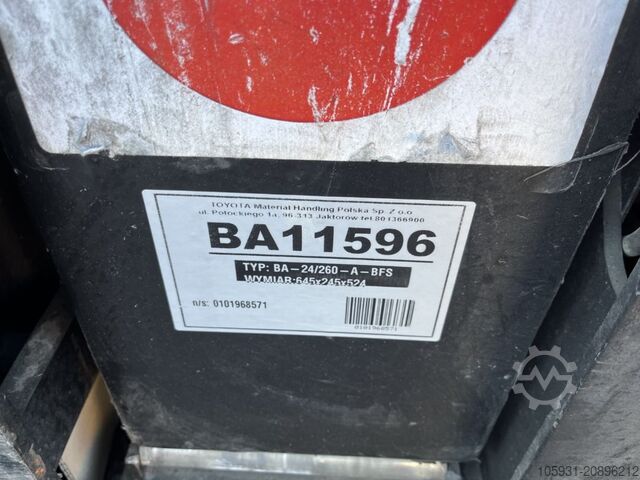 TOYOTA Material Handling Polska Sp. Z o.o
ul. Potockiego 1a, 96-313 Jaktorów tel.801366900
BA11596
TYP: BA-24/260-A-BFS
WYMIAR:645x245x524
n/s: 0101968571
0101968571
105931-20896212